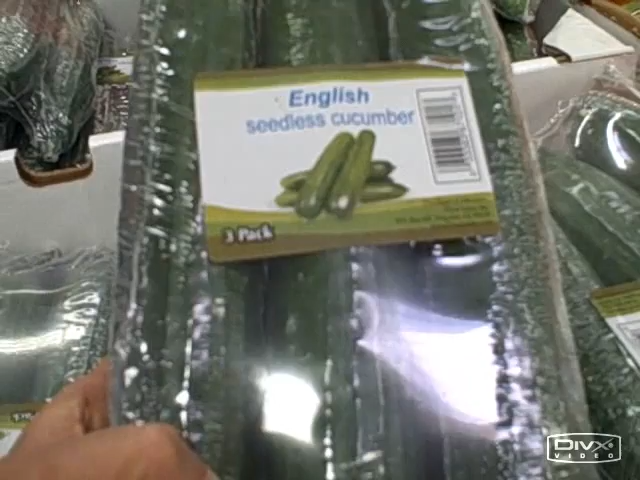 English
seedless cucumber
3 Pack
DIVX
VIDEO